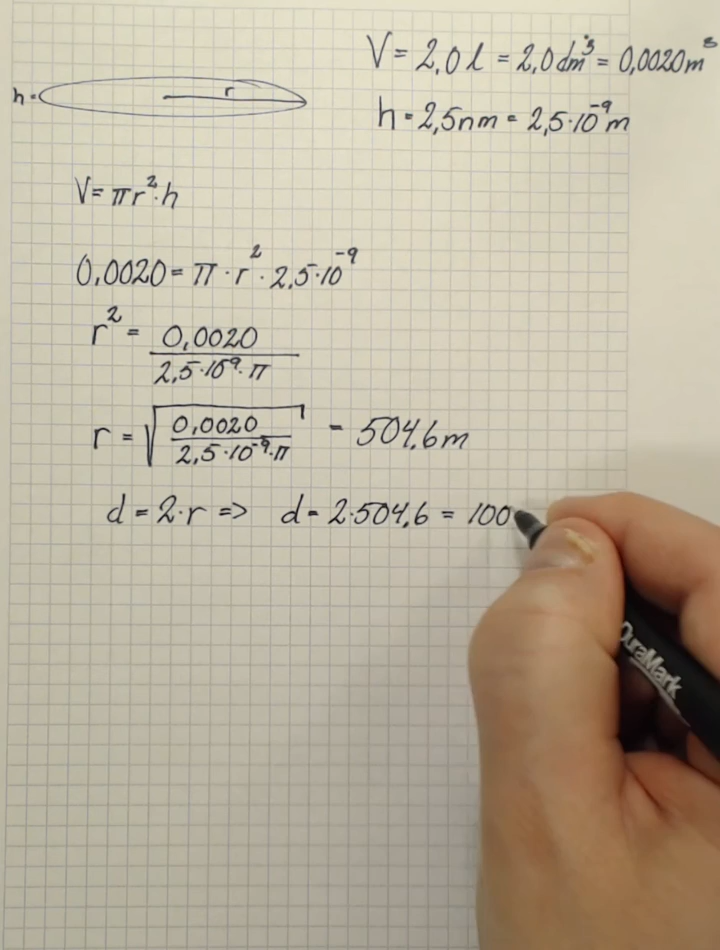 V = 2,0 l = 2,0 dm³ = 0,0020 m³
h = 2,5 nm = 2,5·10⁻⁹ m
h =
r
V = πr²·h
0,0020 = π · r² · 2,5·10⁻⁹
r² = 0,0020 / 2,5·10⁻⁹·π
r = √(0,0020 / 2,5·10⁻⁹·π) = 504,6 m
d = 2·r => d = 2·504,6 = 100
DuraMark